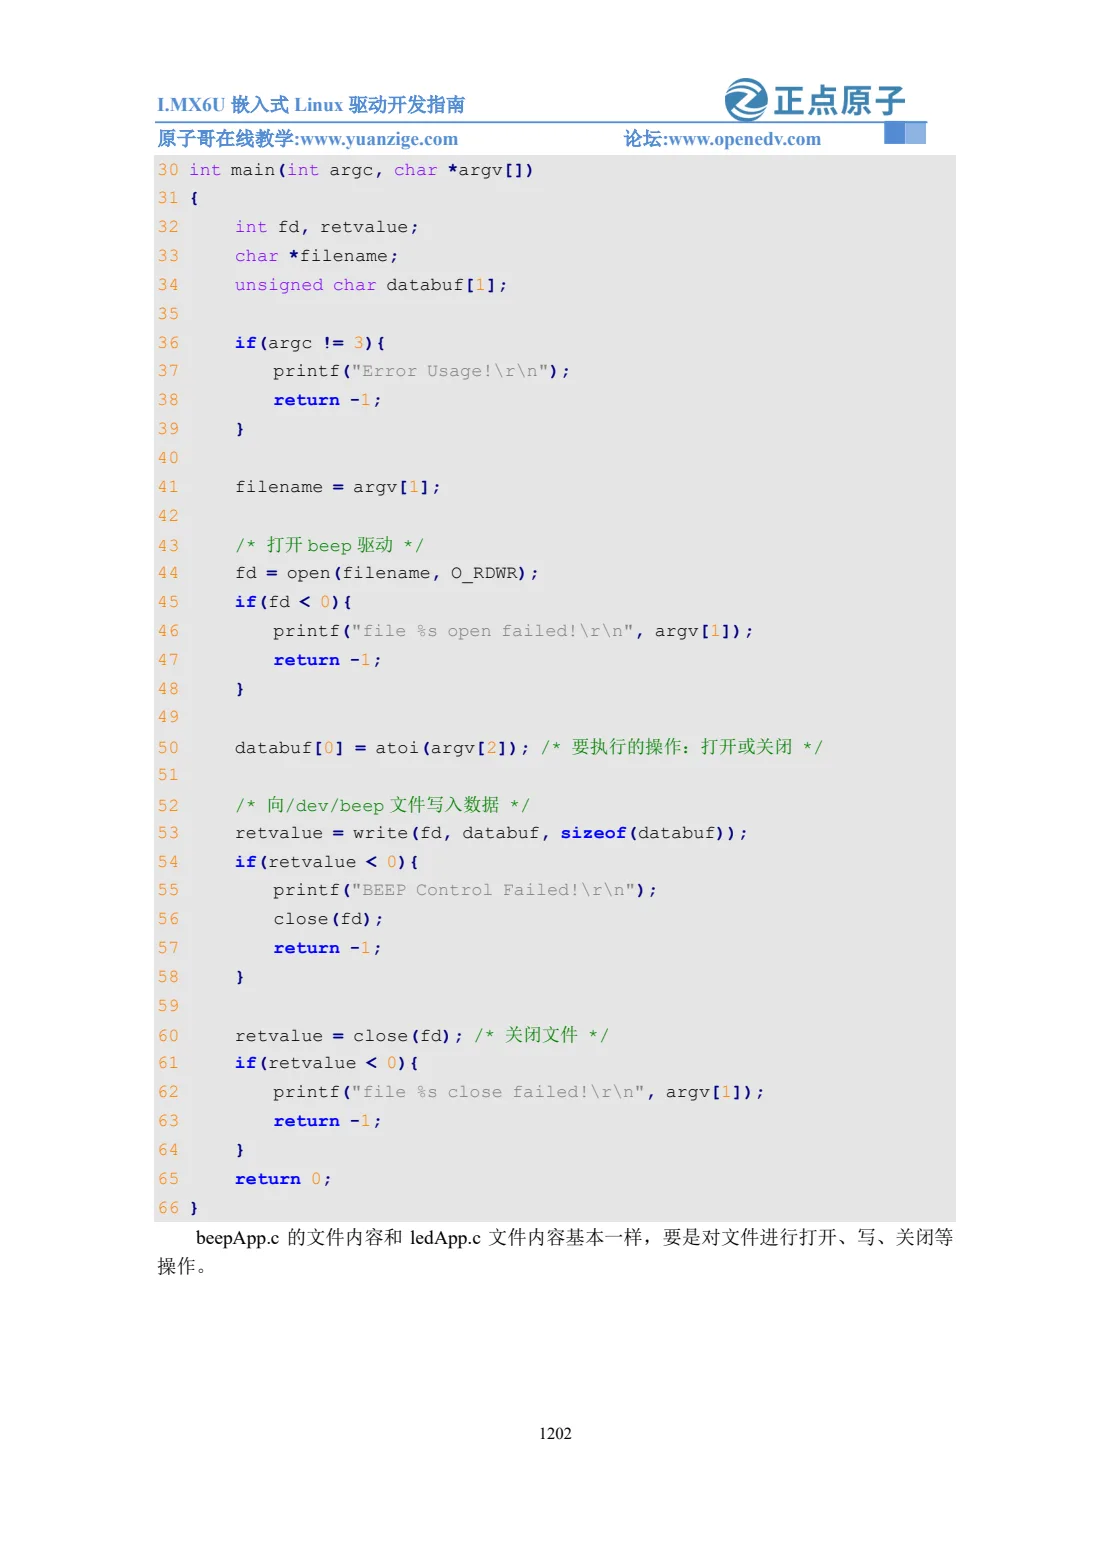 I.MX6U 嵌入式 Linux 驱动开发指南
正点原子
原子哥在线教学:www.yuanzige.com 论坛:www.openedv.com
30 int main(int argc, char *argv[])
31 {
32     int fd, retvalue;
33     char *filename;
34     unsigned char databuf[1];
35
36     if(argc != 3){
37         printf("Error Usage!\r\n");
38         return -1;
39     }
40
41     filename = argv[1];
42
43     /* 打开 beep 驱动 */
44     fd = open(filename, O_RDWR);
45     if(fd < 0){
46         printf("file %s open failed!\r\n", argv[1]);
47         return -1;
48     }
49
50     databuf[0] = atoi(argv[2]); /* 要执行的操作：打开或关闭 */
51
52     /* 向/dev/beep 文件写入数据 */
53     retvalue = write(fd, databuf, sizeof(databuf));
54     if(retvalue < 0){
55         printf("BEEP Control Failed!\r\n");
56         close(fd);
57         return -1;
58     }
59
60     retvalue = close(fd); /* 关闭文件 */
61     if(retvalue < 0){
62         printf("file %s close failed!\r\n", argv[1]);
63         return -1;
64     }
65     return 0;
66 }
beepApp.c 的文件内容和 ledApp.c 文件内容基本一样，要是对文件进行打开、写、关闭等
操作。
1202